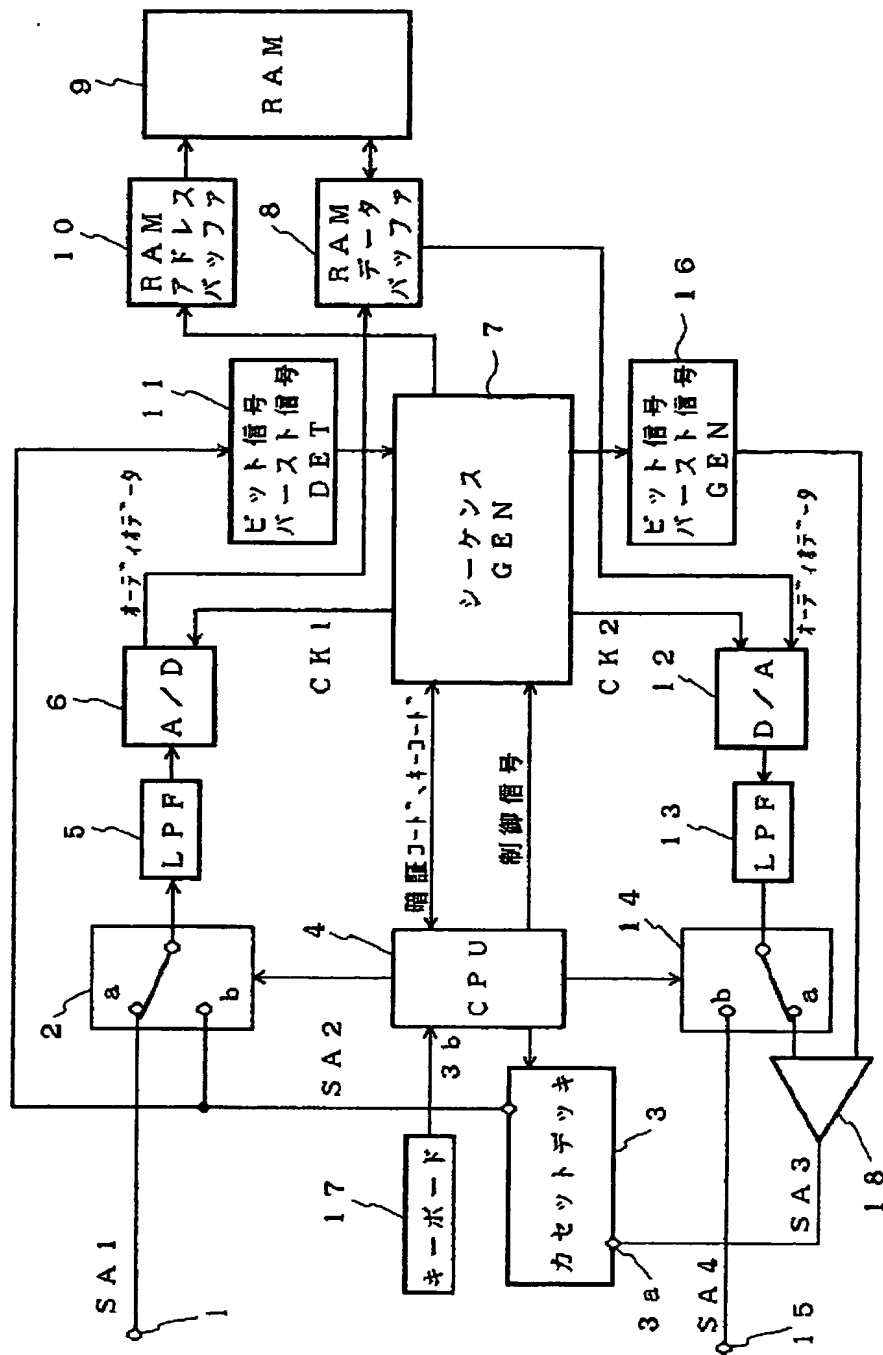 SA1
1
2
a
b
5
LPF
6
A/D
オーディオデータ
CK1
11
ビット信号
バースト信号
DET
10
RAM
アドレス
バッファ
8
RAM
データ
バッファ
9
RAM
17
キーボード
SA2
3b
4
CPU
暗証コード、キーコード
制御信号
7
シーケンス
GEN
カセットデッキ
3
3a
SA4
15
SA3
18
14
b
a
13
LPF
12
D/A
CK2
オーディオデータ
16
ビット信号
バースト信号
GEN